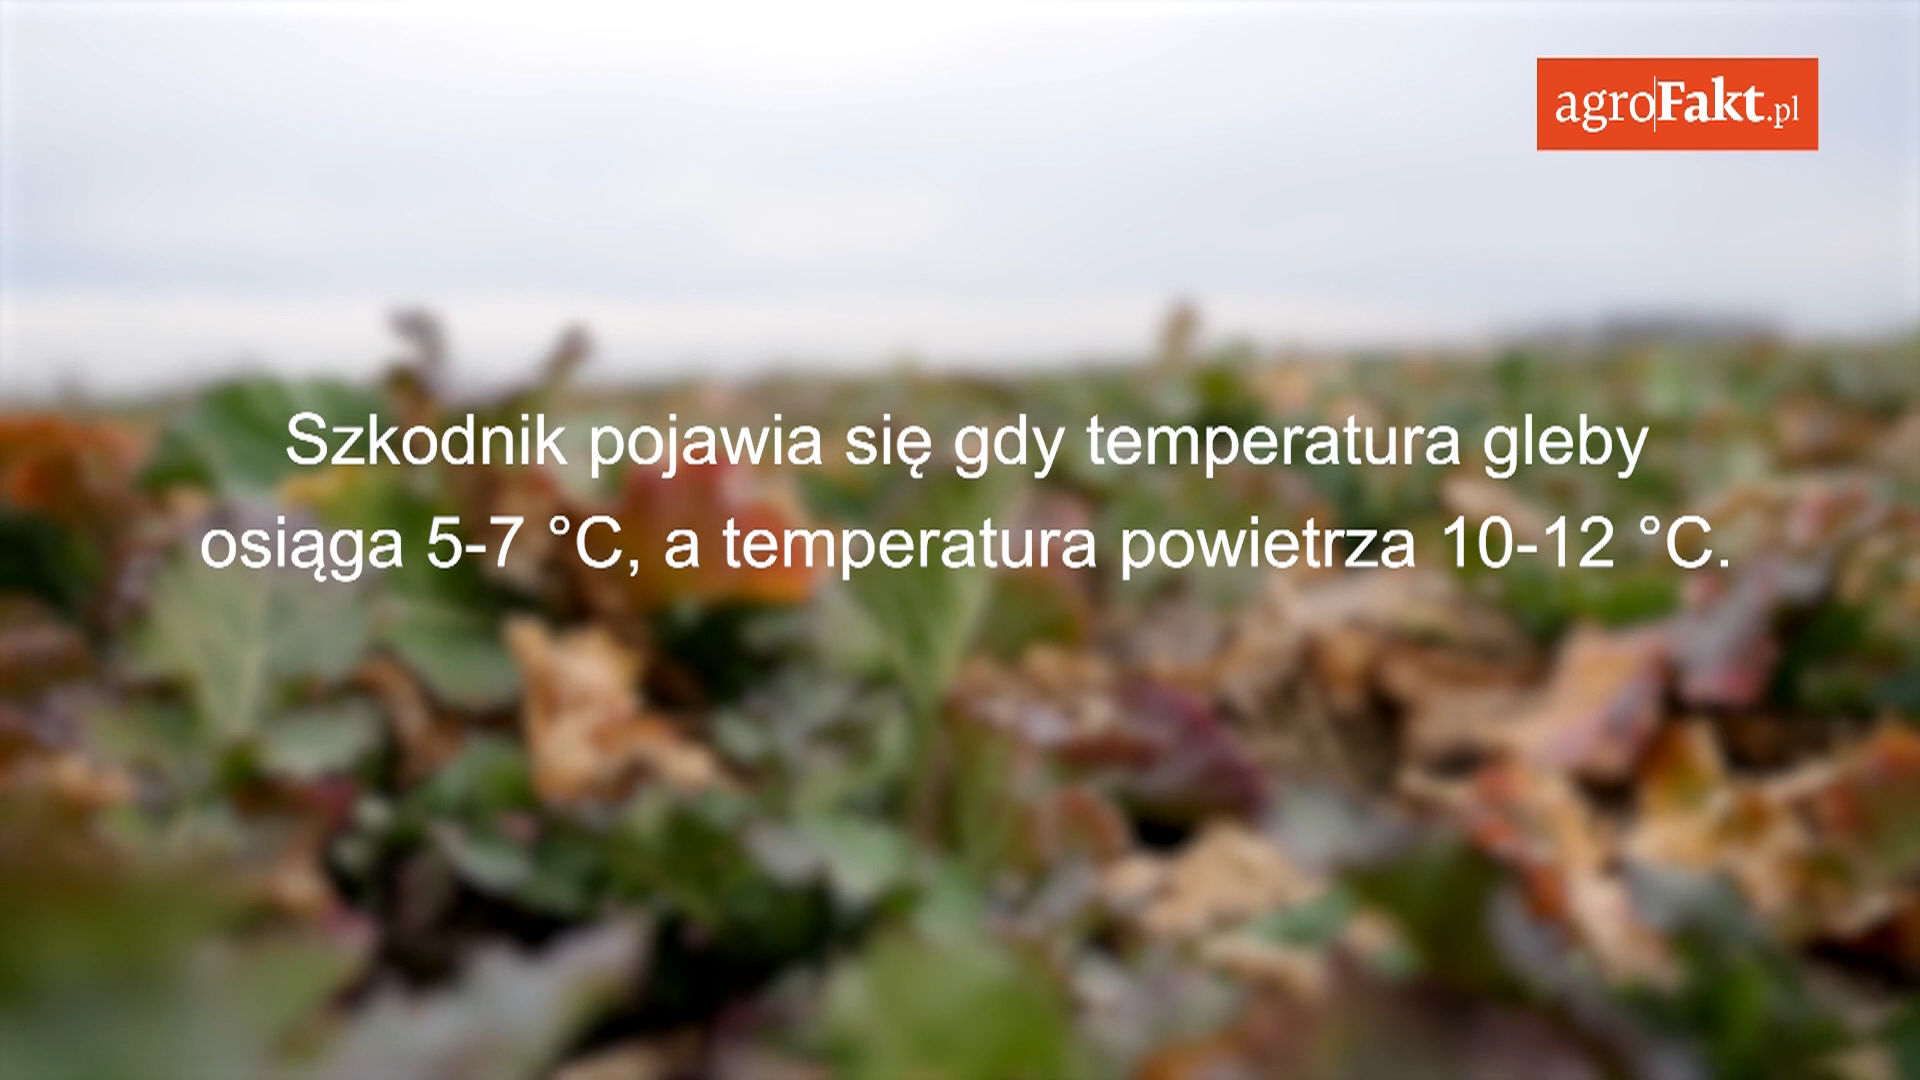 agroFakt.pl
Szkodnik pojawia się gdy temperatura gleby
osiąga 5-7 °C, a temperatura powietrza 10-12 °C.